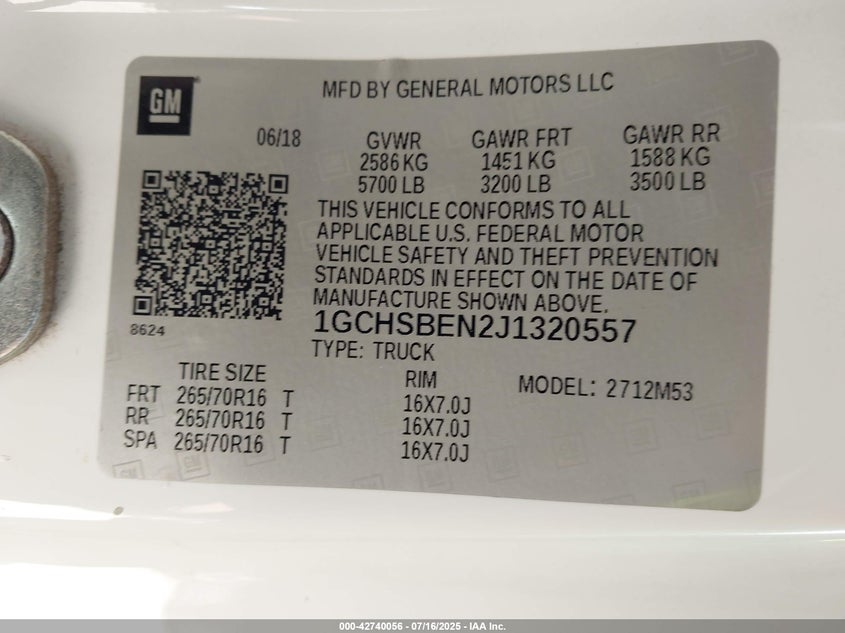 GM
MFD BY GENERAL MOTORS LLC
06/18 GVWR GAWR FRT GAWR RR
2586 KG 1451 KG 1588 KG
5700 LB 3200 LB 3500 LB
THIS VEHICLE CONFORMS TO ALL
APPLICABLE U.S. FEDERAL MOTOR
VEHICLE SAFETY AND THEFT PREVENTION
STANDARDS IN EFFECT ON THE DATE OF
MANUFACTURE SHOWN ABOVE.
8624
1GCHSBEN2J1320557
TYPE: TRUCK
TIRE SIZE RIM MODEL: 2712M53
FRT 265/70R16 T 16X7.0J
RR 265/70R16 T 16X7.0J
SPA 265/70R16 T 16X7.0J
000-42740056 - 07/16/2025 - IAA Inc.